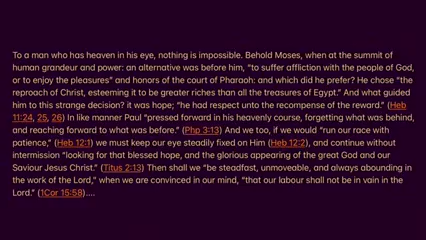 To a man who has heaven in his eye, nothing is impossible. Behold Moses, when at the summit of
human grandeur and power: an alternative was before him, “to suffer affliction with the people of God,
or to enjoy the pleasures” and honors of the court of Pharaoh: and which did he prefer? He chose “the
reproach of Christ, esteeming it to be greater riches than all the treasures of Egypt.” And what guided
him to this strange decision? it was hope; “he had respect unto the recompense of the reward.” (Heb
11:24, 25, 26) In like manner Paul “pressed forward in his heavenly course, forgetting what was behind,
and reaching forward to what was before.” (Php 3:13) And we too, if we would “run our race with
patience,” (Heb 12:1) we must keep our eye steadily fixed on Him (Heb 12:2), and continue without
intermission “looking for that blessed hope, and the glorious appearing of the great God and our
Saviour Jesus Christ.” (Titus 2:13) Then shall we “be steadfast, unmoveable, and always abounding in
the work of the Lord,” when we are convinced in our mind, “that our labour shall not be in vain in the
Lord.” (1Cor 15:58)....